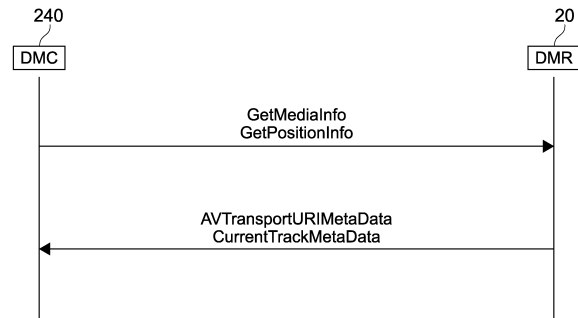 240
20
DMC
DMR
GetMediaInfo
GetPositionInfo
AVTransportURIMetaData
CurrentTrackMetaData